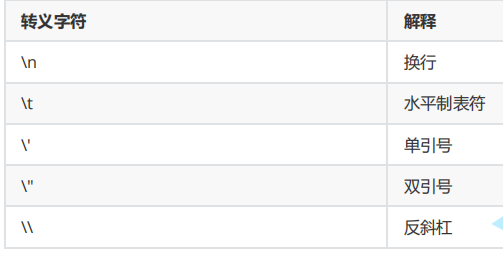 转义字符 解释
\n 换行
\t 水平制表符
\' 单引号
\" 双引号
\\ 反斜杠